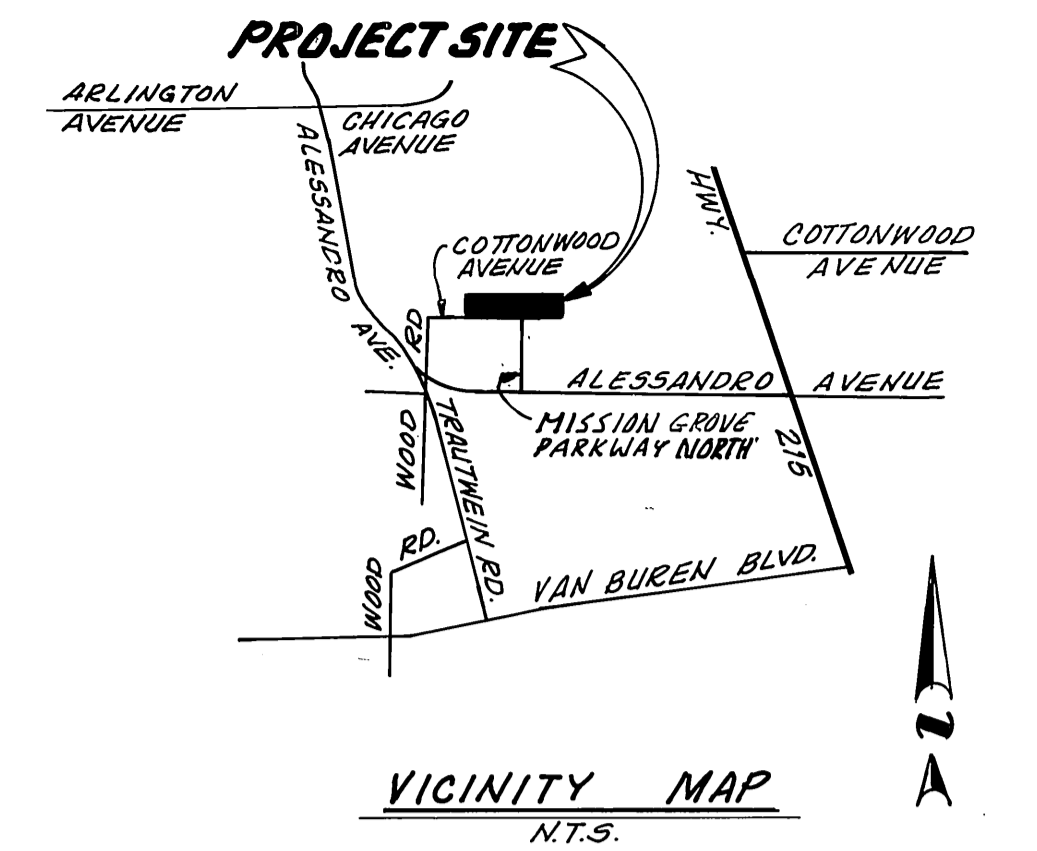 PROJECT SITE
ARLINGTON
AVENUE
CHICAGO
AVENUE
ALESSANDRO
AVE.
HWY.
215
COTTONWOOD
AVENUE
COTTONWOOD
AVENUE
WOOD
RD
ALESSANDRO AVENUE
MISSION GROVE
PARKWAY NORTH
TRAUTWEIN RD.
WOOD
RD.
VAN BUREN BLVD.
N
VICINITY MAP
N.T.S.